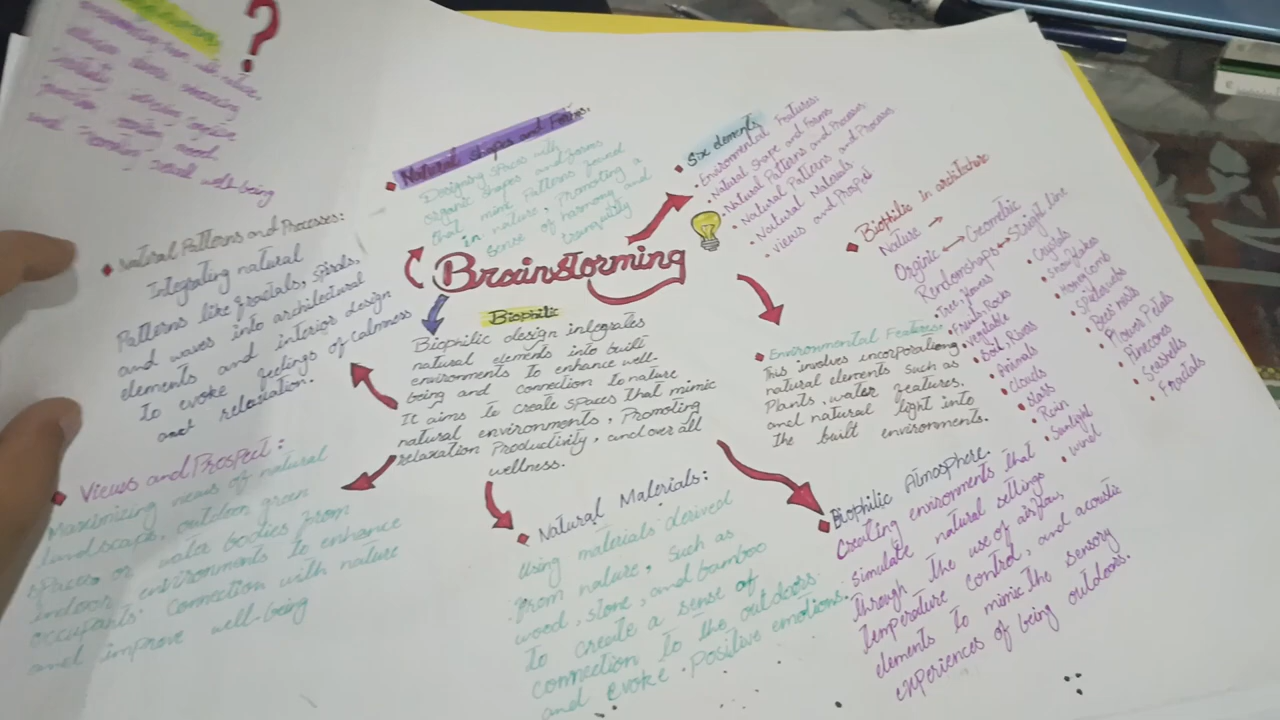 ?
well-being
Natural Shapes and Forms.
Designing spaces with
organic shapes and forms
that mimic Patterns found
in nature, Promoting a
sense of harmony and
tranquility
Six elements
• Environmental Features.
• Natural Shape and Forms
• Natural Patterns and Processes.
• Natural Patterns and Process
• Natural Materials
• Views and Prospet
Brainstorming
Biophilic
Biophilic design integrates
natural elements into built
environments to enhance well-
being and connection to nature
It aims to create spaces that mimic
natural environments, Promoting
relaxation Productivity, and over all
wellness.
Natural Patterns and Processes:
Integrating natural
Patterns like fractals, spirals,
and waves into architectural
elements and interior design
to evoke feelings of calmness
and relaxation.
Views and Prospect:
Maximizing views of natural
landscape, outdoor green
spaces or water bodies from
indoor environments to enhance
occupants' connection with nature
and improve well-being
Natural Materials:
using materials derived
from nature, such as
wood, stone, and bamboo
to create a sense of
connection to the outdoors
and evoke Positive emotions.
Environmental Features.
This involves incorporating
natural elements such as
Plants, water features.
and natural light into
the built environments.
Biophilic Atmosphere.
Creating environments that
simulate natural settings
through the use of airflow,
temperature control, and acoustic
elements to mimic the sensory
experiences of being outdoors.
Biophilic in architecture
Nature →
Organic ↔ Geometric
Rendomshaps ↔ Straight line
• Tree, flowers
• Fruits, Rocks
• vegetable
• Soil, Rivers
• Animals
• Clouds
• stars
• Rain
• Sunlight
• wind
• Crystals
• Snowflakes
• Honeycomb
• Bees nests
• Flower Petals
• Pinecones
• Seashells
• Fractals